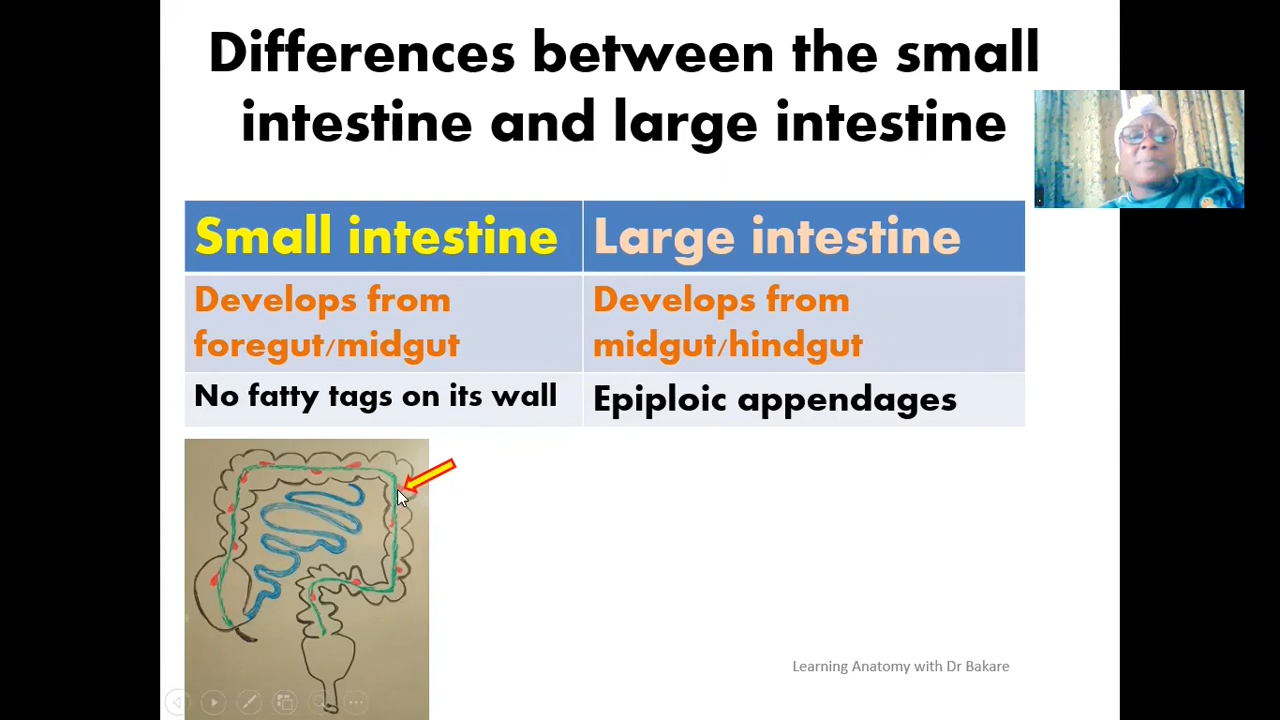 Differences between the small
intestine and large intestine
Small intestine
Large intestine
Develops from
foregut/midgut
Develops from
midgut/hindgut
No fatty tags on its wall
Epiploic appendages
Learning Anatomy with Dr Bakare